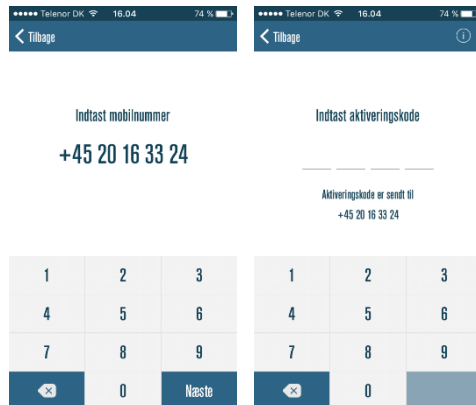 Telenor DK 16.04 74 %
Tilbage
Indtast mobilnummer
+45 20 16 33 24
1 2 3
4 5 6
7 8 9
0 Næste
Telenor DK 16.04 74 %
Tilbage
Indtast aktiveringskode
Aktiveringskode er sendt til
+45 20 16 33 24
1 2 3
4 5 6
7 8 9
0